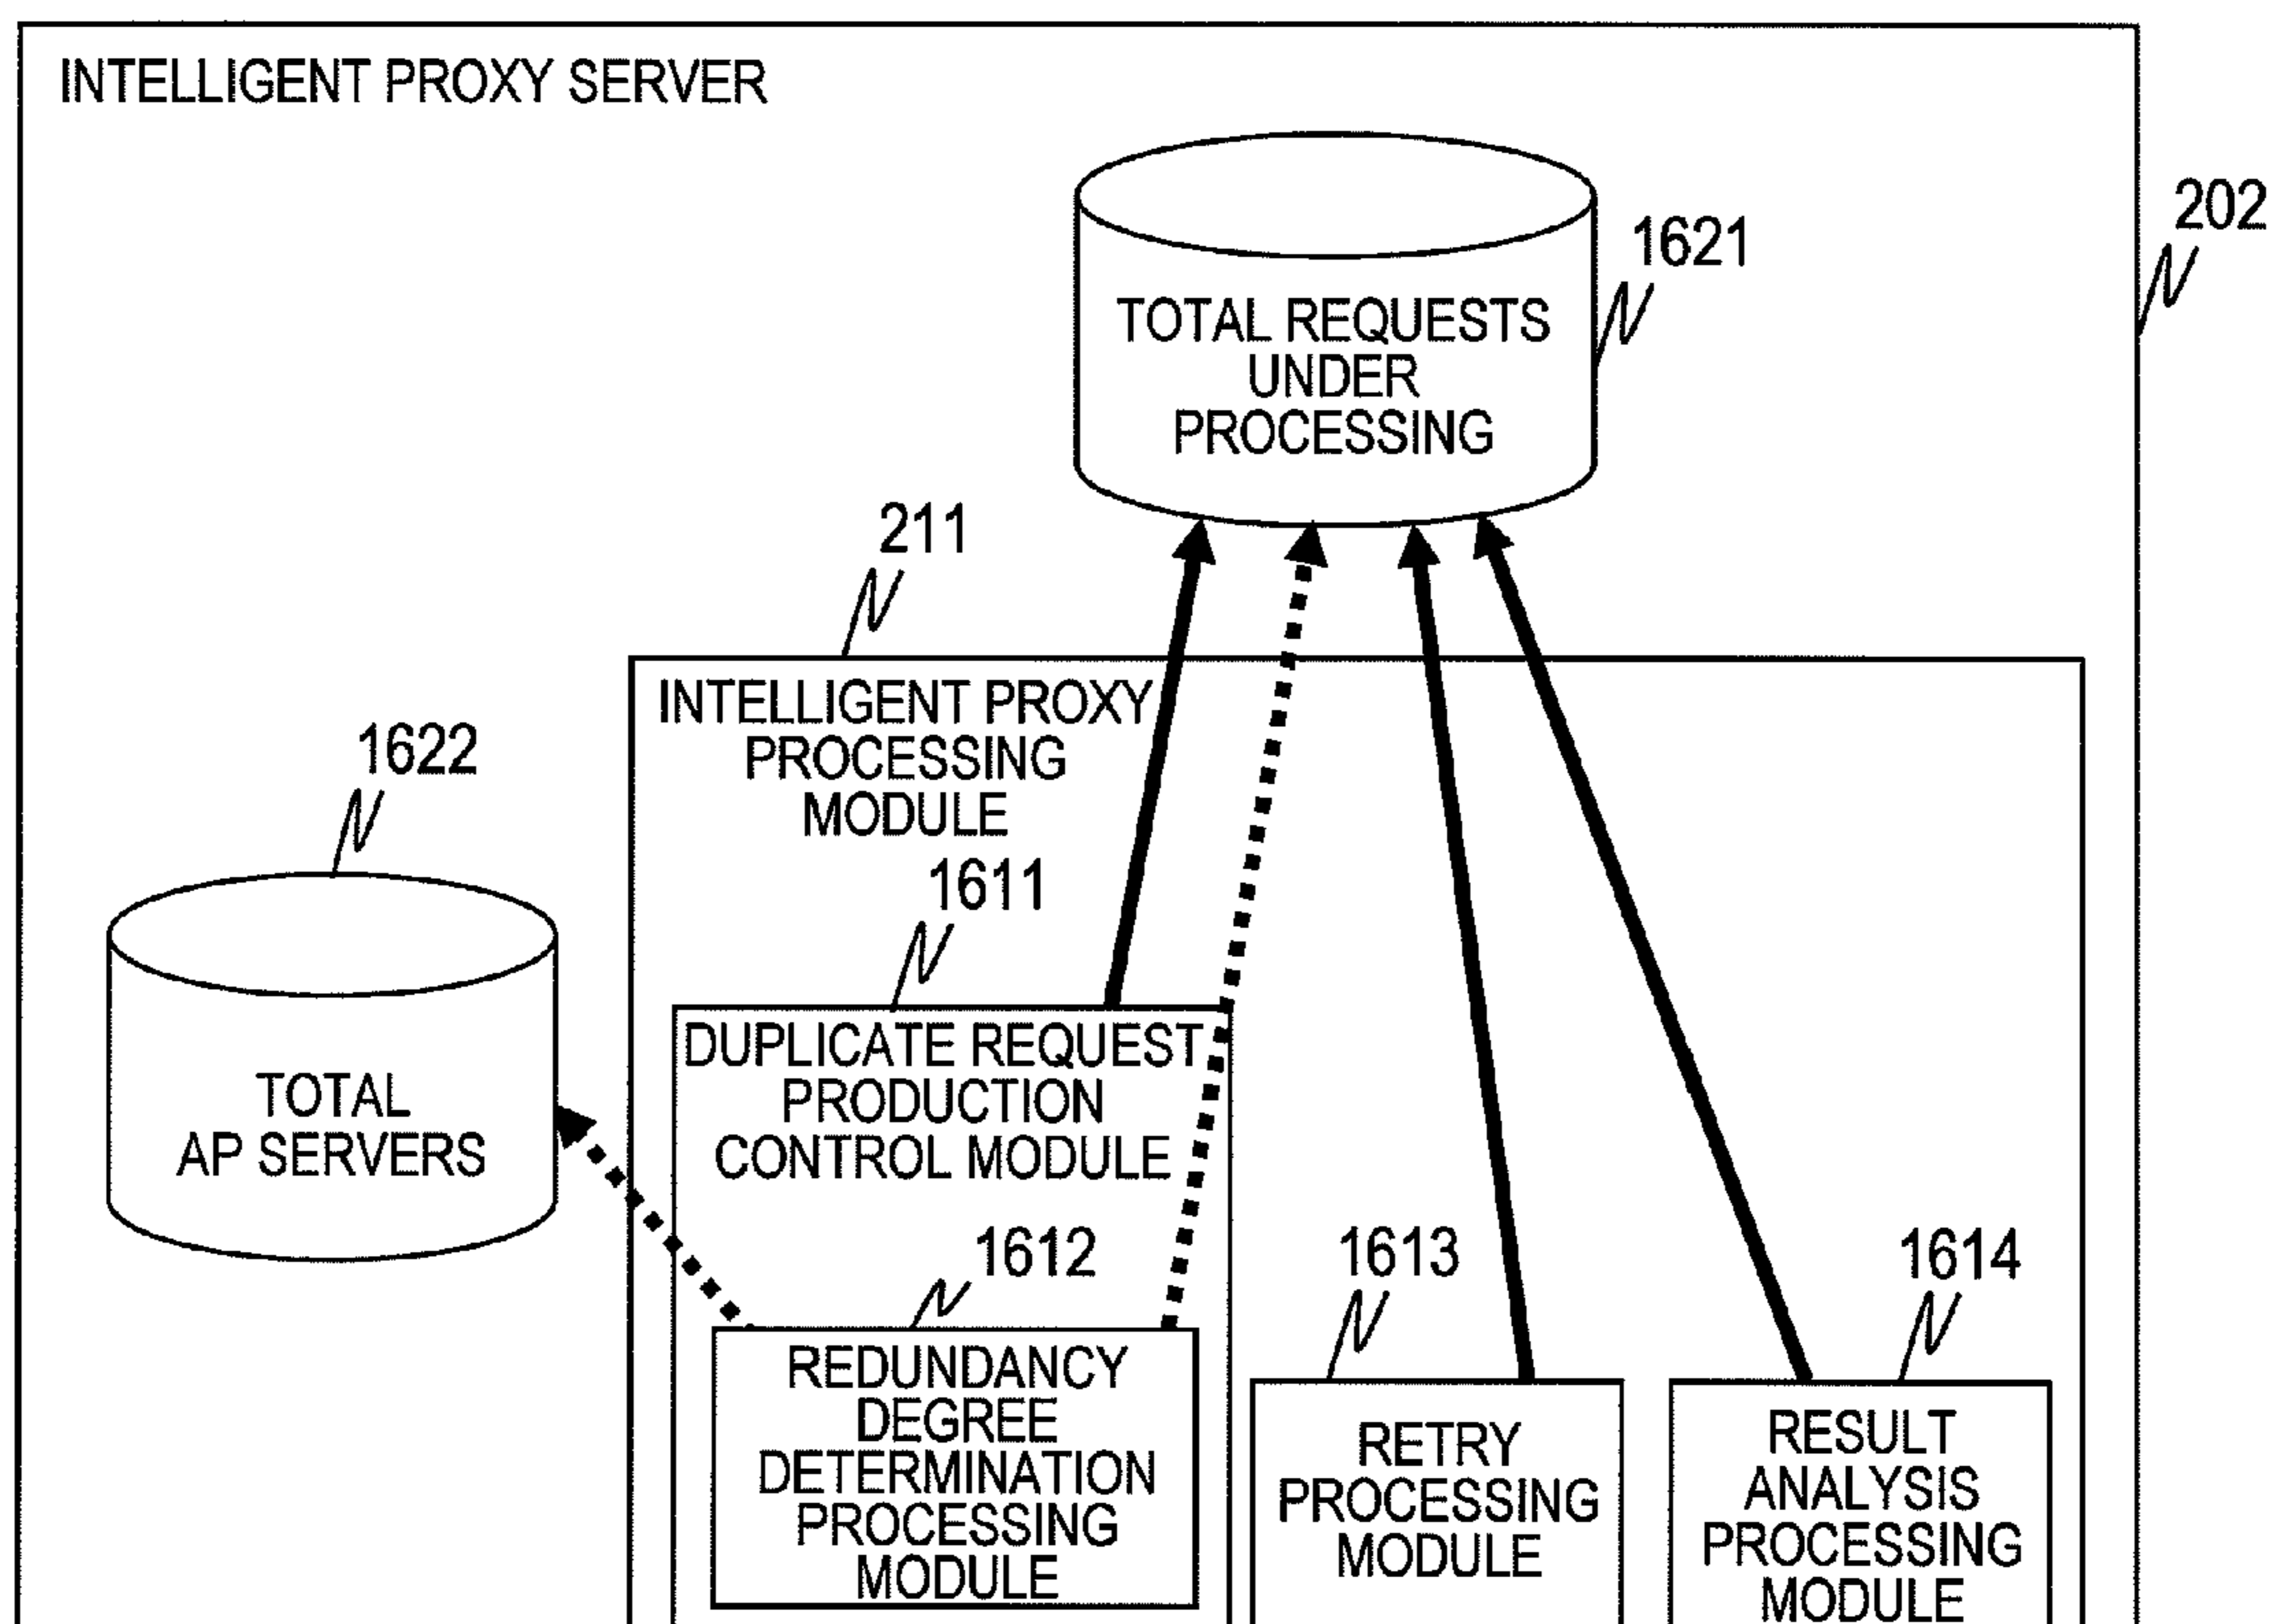 INTELLIGENT PROXY SERVER
202
1621
TOTAL REQUESTS
UNDER
PROCESSING
211
INTELLIGENT PROXY
PROCESSING
MODULE
1622
TOTAL
AP SERVERS
1611
DUPLICATE REQUEST
PRODUCTION
CONTROL MODULE
1612
REDUNDANCY
DEGREE
DETERMINATION
PROCESSING
MODULE
1613
RETRY
PROCESSING
MODULE
1614
RESULT
ANALYSIS
PROCESSING
MODULE